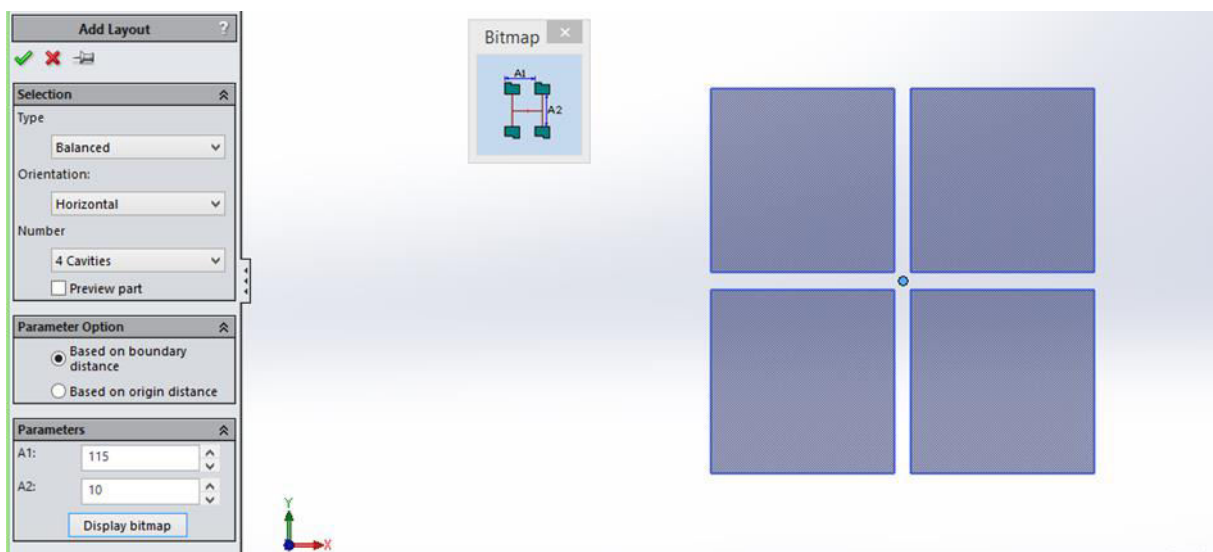 Add Layout ?
Selection
Type
Balanced
Orientation:
Horizontal
Number
4 Cavities
Preview part
Parameter Option
Based on boundary
distance
Based on origin distance
Parameters
A1: 115
A2: 10
Display bitmap
Bitmap ×
A1
A2
Y
X